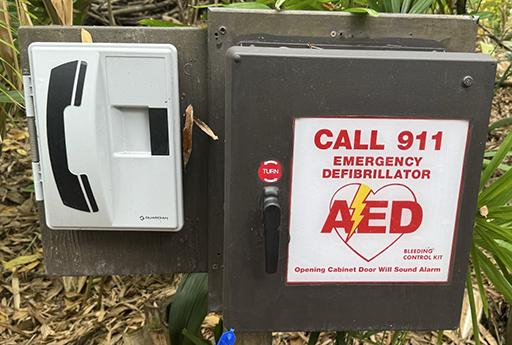 GUARDIAN
TURN
CALL 911
EMERGENCY
DEFIBRILLATOR
AED
BLEEDING
CONTROL KIT
Opening Cabinet Door Will Sound Alarm